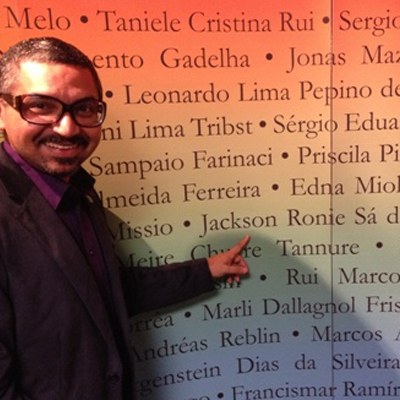 Melo • Taniele Cristina Rui • Sergio
ento Gadelha • Jonas Maz
• Leonardo Lima Pepino de
ni Lima Tribst • Sérgio Edua
Sampaio Farinaci • Priscila Pi
lmeida Ferreira • Edna Miol
Missio • Jackson Ronie Sá d
Meire Tannure •
• Rui Marco
rrêa • Marli Dallagnol Fris
Andréas Reblin • Marcos A
genstein Dias da Silveira
o • Francismar Ramír